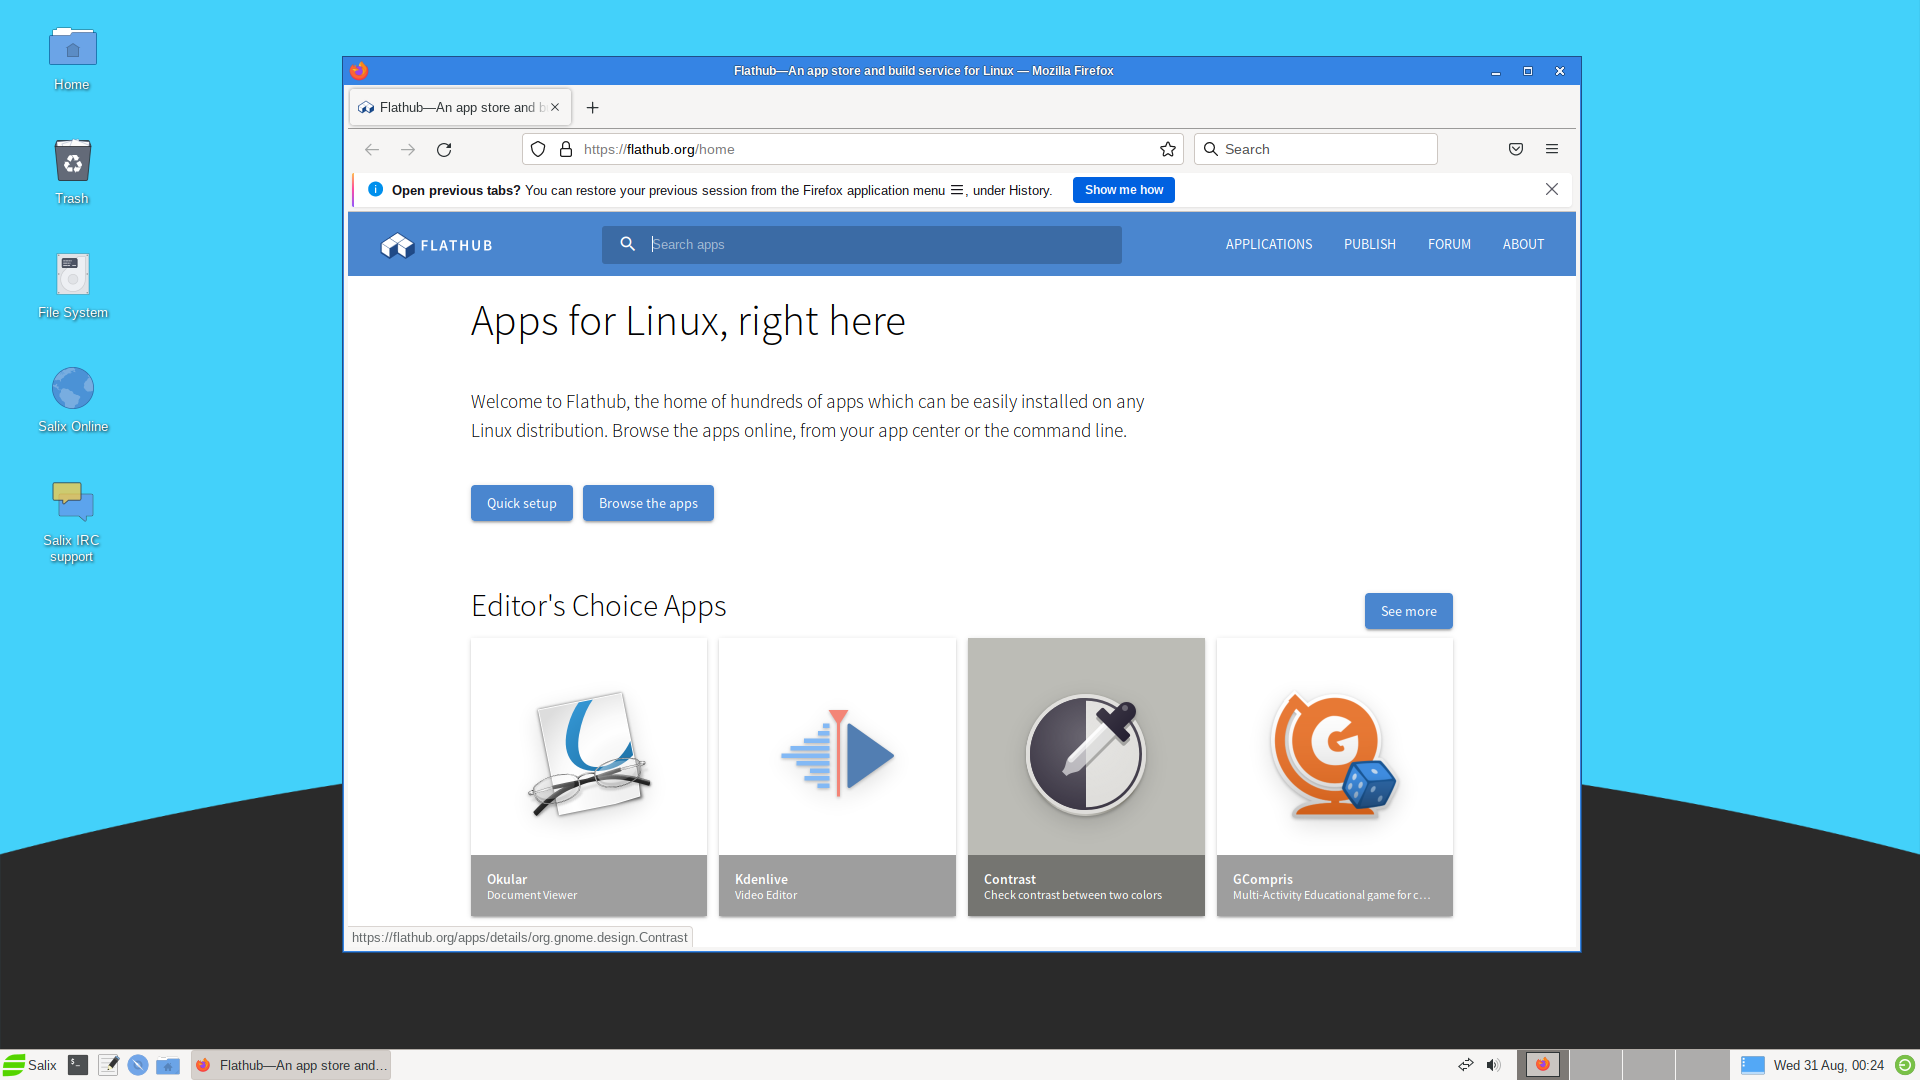 Home
Trash
File System
Salix Online
Salix IRC
support
Flathub—An app store and build service for Linux — Mozilla Firefox
Flathub—An app store and b
https://flathub.org/home
Search
Open previous tabs? You can restore your previous session from the Firefox application menu ☰, under History.
Show me how
FLATHUB
Search apps
APPLICATIONS
PUBLISH
FORUM
ABOUT
Apps for Linux, right here
Welcome to Flathub, the home of hundreds of apps which can be easily installed on any
Linux distribution. Browse the apps online, from your app center or the command line.
Quick setup
Browse the apps
Editor's Choice Apps
See more
Okular
Document Viewer
Kdenlive
Video Editor
Contrast
Check contrast between two colors
GCompris
Multi-Activity Educational game for c…
https://flathub.org/apps/details/org.gnome.design.Contrast
Salix
Flathub—An app store and...
Wed 31 Aug, 00:24